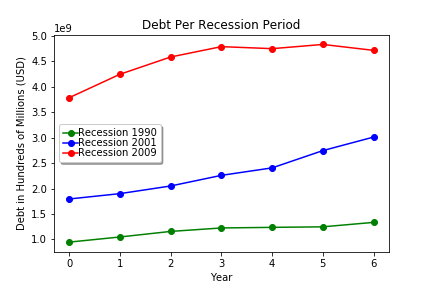 Debt Per Recession Period
1e9
5.0
4.5
4.0
3.5
3.0
2.5
2.0
1.5
1.0
Debt in Hundreds of Millions (USD)
Recession 1990
Recession 2001
Recession 2009
0 1 2 3 4 5 6
Year